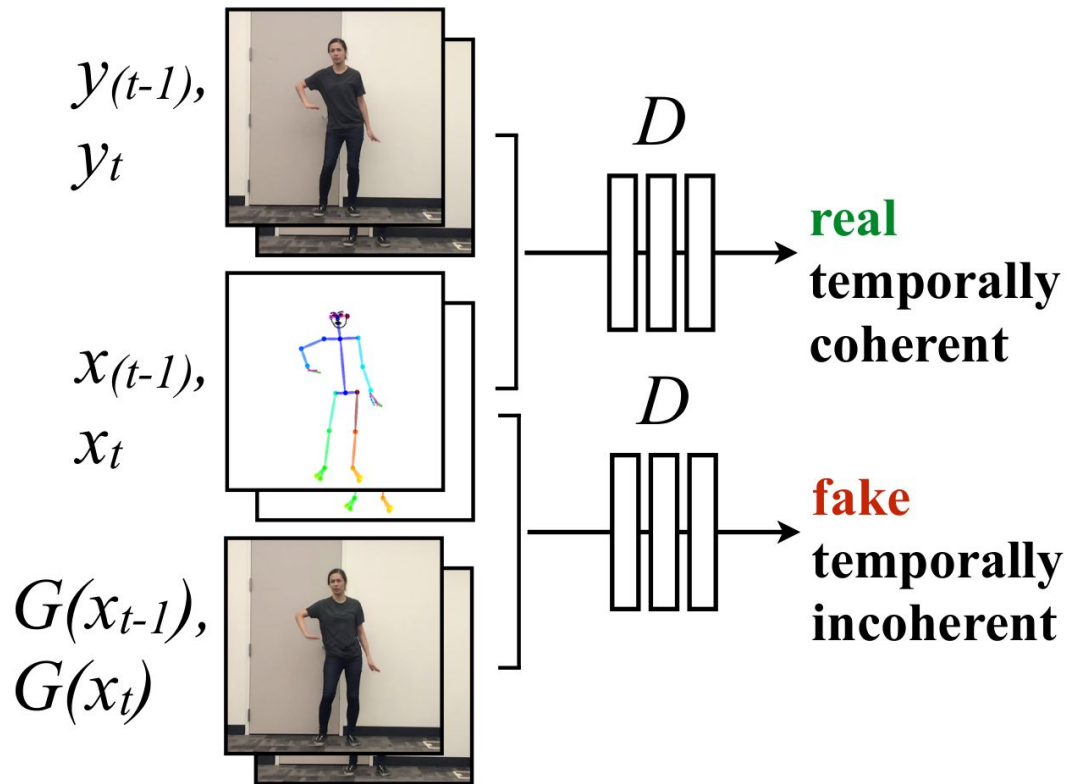 y(t-1),
yt
D
real
temporally
coherent
x(t-1),
xt
D
fake
temporally
incoherent
G(xt-1),
G(xt)